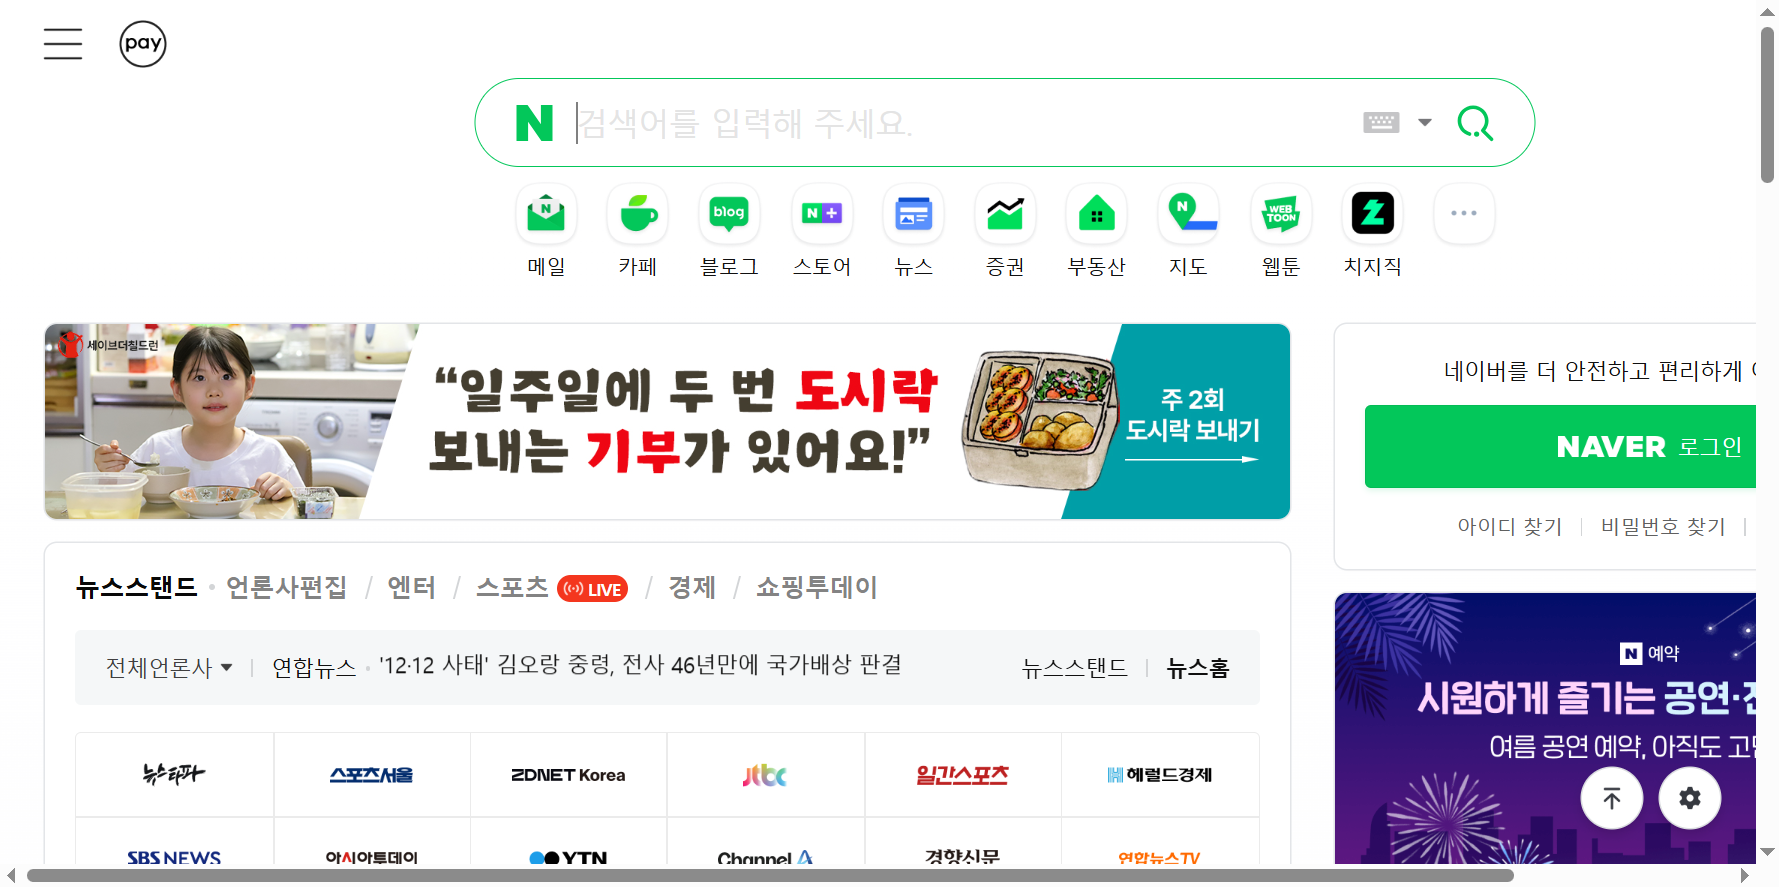 pay
N 검색어를 입력해 주세요.
N blog N+ N WEB TOON
메일 카페 블로그 스토어 뉴스 증권 부동산 지도 웹툰 치지직
세이브더칠드런
“일주일에 두 번 도시락
보내는 기부가 있어요!”
주 2회
도시락 보내기
네이버를 더 안전하고 편리하게
NAVER 로그인
아이디 찾기 비밀번호 찾기
뉴스스탠드 언론사편집 / 엔터 / 스포츠 LIVE / 경제 / 쇼핑투데이
전체언론사 연합뉴스 '12·12 사태' 김오랑 중령, 전사 46년만에 국가배상 판결 뉴스스탠드 뉴스홈
뉴스타파 스포츠서울 ZDNET Korea jtbc 일간스포츠 헤럴드경제
SBS NEWS 아시아투데이 YTN Channel A 경향신문 연합뉴스TV
N 예약
시원하게 즐기는 공연·
여름 공연 예약, 아직도